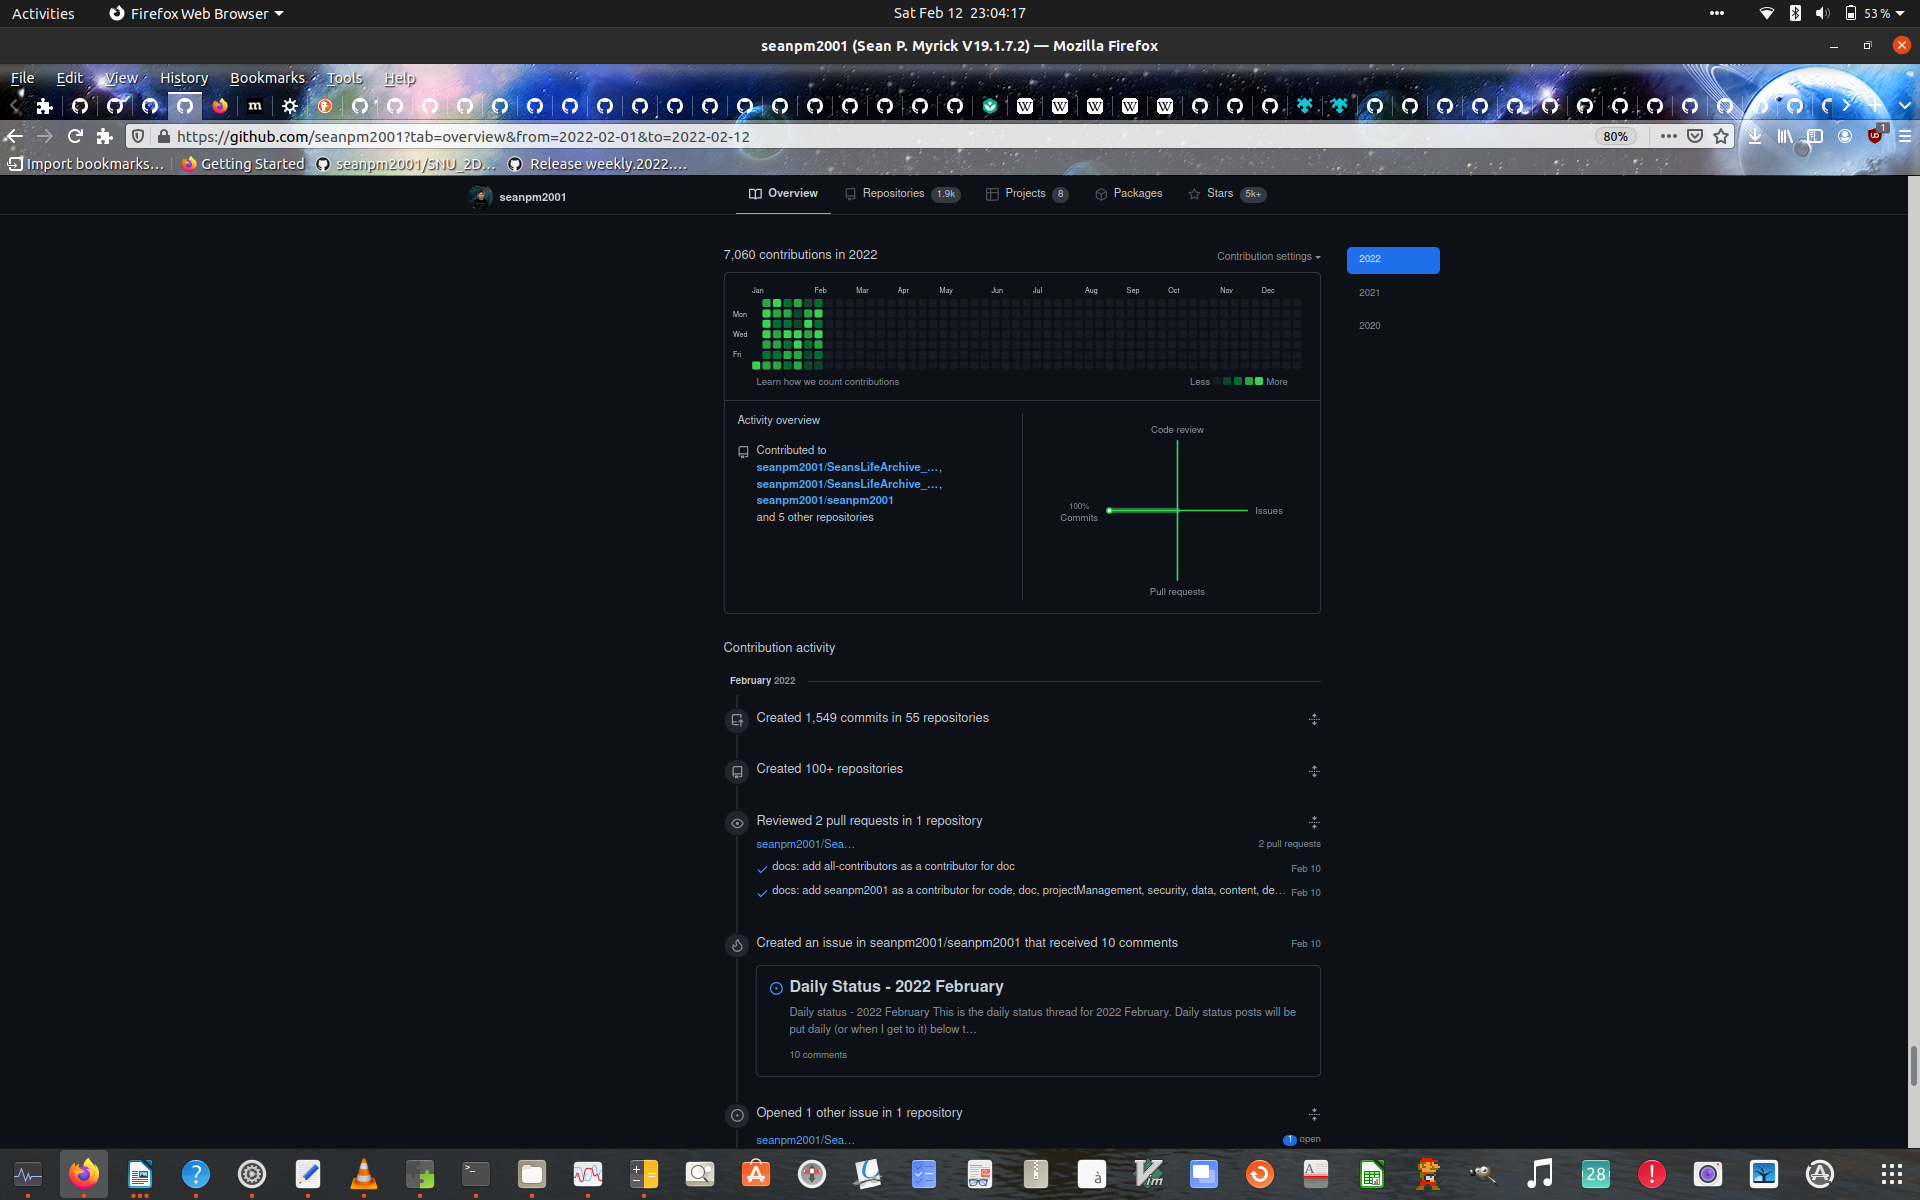 Activities
Firefox Web Browser
Sat Feb 12 23:04:17
53 %
seanpm2001 (Sean P. Myrick V19.1.7.2) — Mozilla Firefox
File Edit View History Bookmarks Tools Help
https://github.com/seanpm2001?tab=overview&from=2022-02-01&to=2022-02-12
80%
1
Import bookmarks...
Getting Started
seanpm2001/SNU_2D...
Release weekly.2022....
seanpm2001
Overview
Repositories 1.9k
Projects 8
Packages
Stars 5k+
7,060 contributions in 2022
Contribution settings
2022
2021
2020
Jan Feb Mar Apr May Jun Jul Aug Sep Oct Nov Dec
Mon
Wed
Fri
Learn how we count contributions
Less
More
Activity overview
Contributed to
seanpm2001/SeansLifeArchive_...,
seanpm2001/SeansLifeArchive_...,
seanpm2001/seanpm2001
and 5 other repositories
Code review
100%
Commits
Issues
Pull requests
Contribution activity
February 2022
Created 1,549 commits in 55 repositories
Created 100+ repositories
Reviewed 2 pull requests in 1 repository
seanpm2001/Sea...
2 pull requests
docs: add all-contributors as a contributor for doc
Feb 10
docs: add seanpm2001 as a contributor for code, doc, projectManagement, security, data, content, de...
Feb 10
Created an issue in seanpm2001/seanpm2001 that received 10 comments
Feb 10
Daily Status - 2022 February
Daily status - 2022 February This is the daily status thread for 2022 February. Daily status posts will be
put daily (or when I get to it) below t...
10 comments
Opened 1 other issue in 1 repository
seanpm2001/Sea...
1 open
28